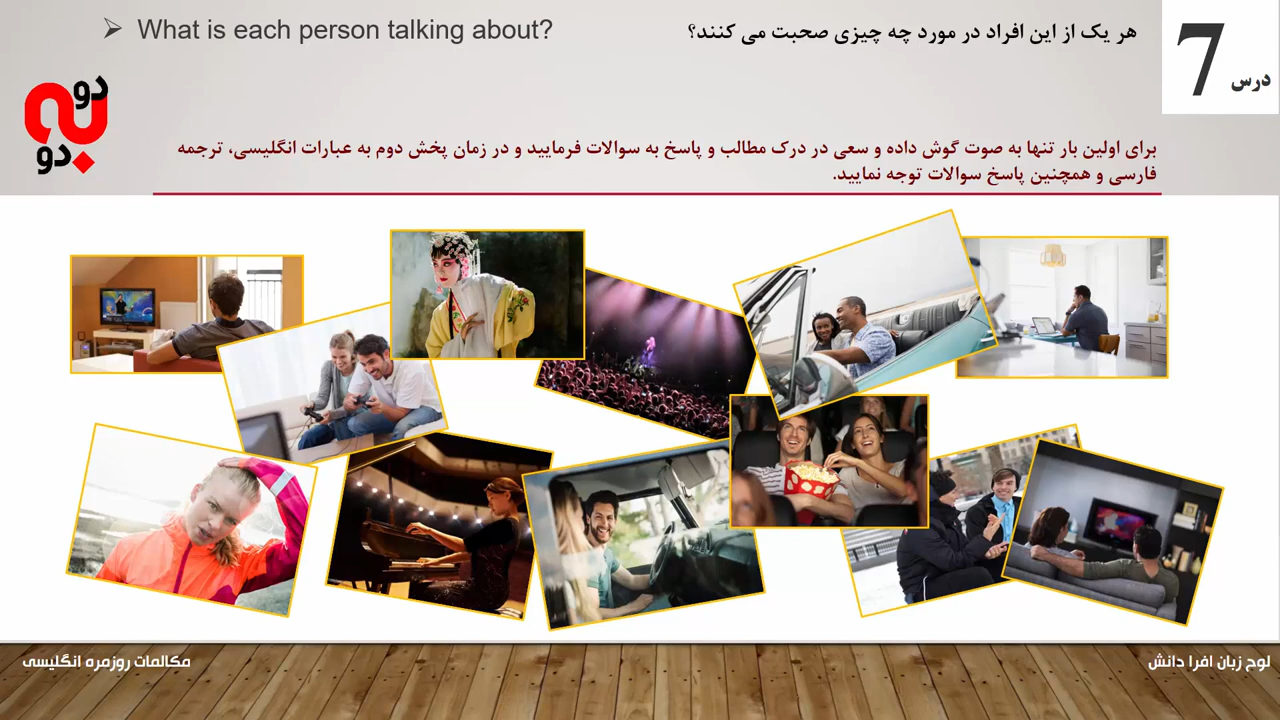 What is each person talking about?
هر یک از این افراد در مورد چه چیزی صحبت می کنند؟
درس 7
دو به دو
برای اولین بار تنها به صوت گوش داده و سعی در درک مطالب و پاسخ به سوالات فرمایید و در زمان پخش دوم به عبارات انگلیسی، ترجمه
فارسی و همچنین پاسخ سوالات توجه نمایید.
مکالمات روزمره انگلیسی
لوح زبان افرا دانش